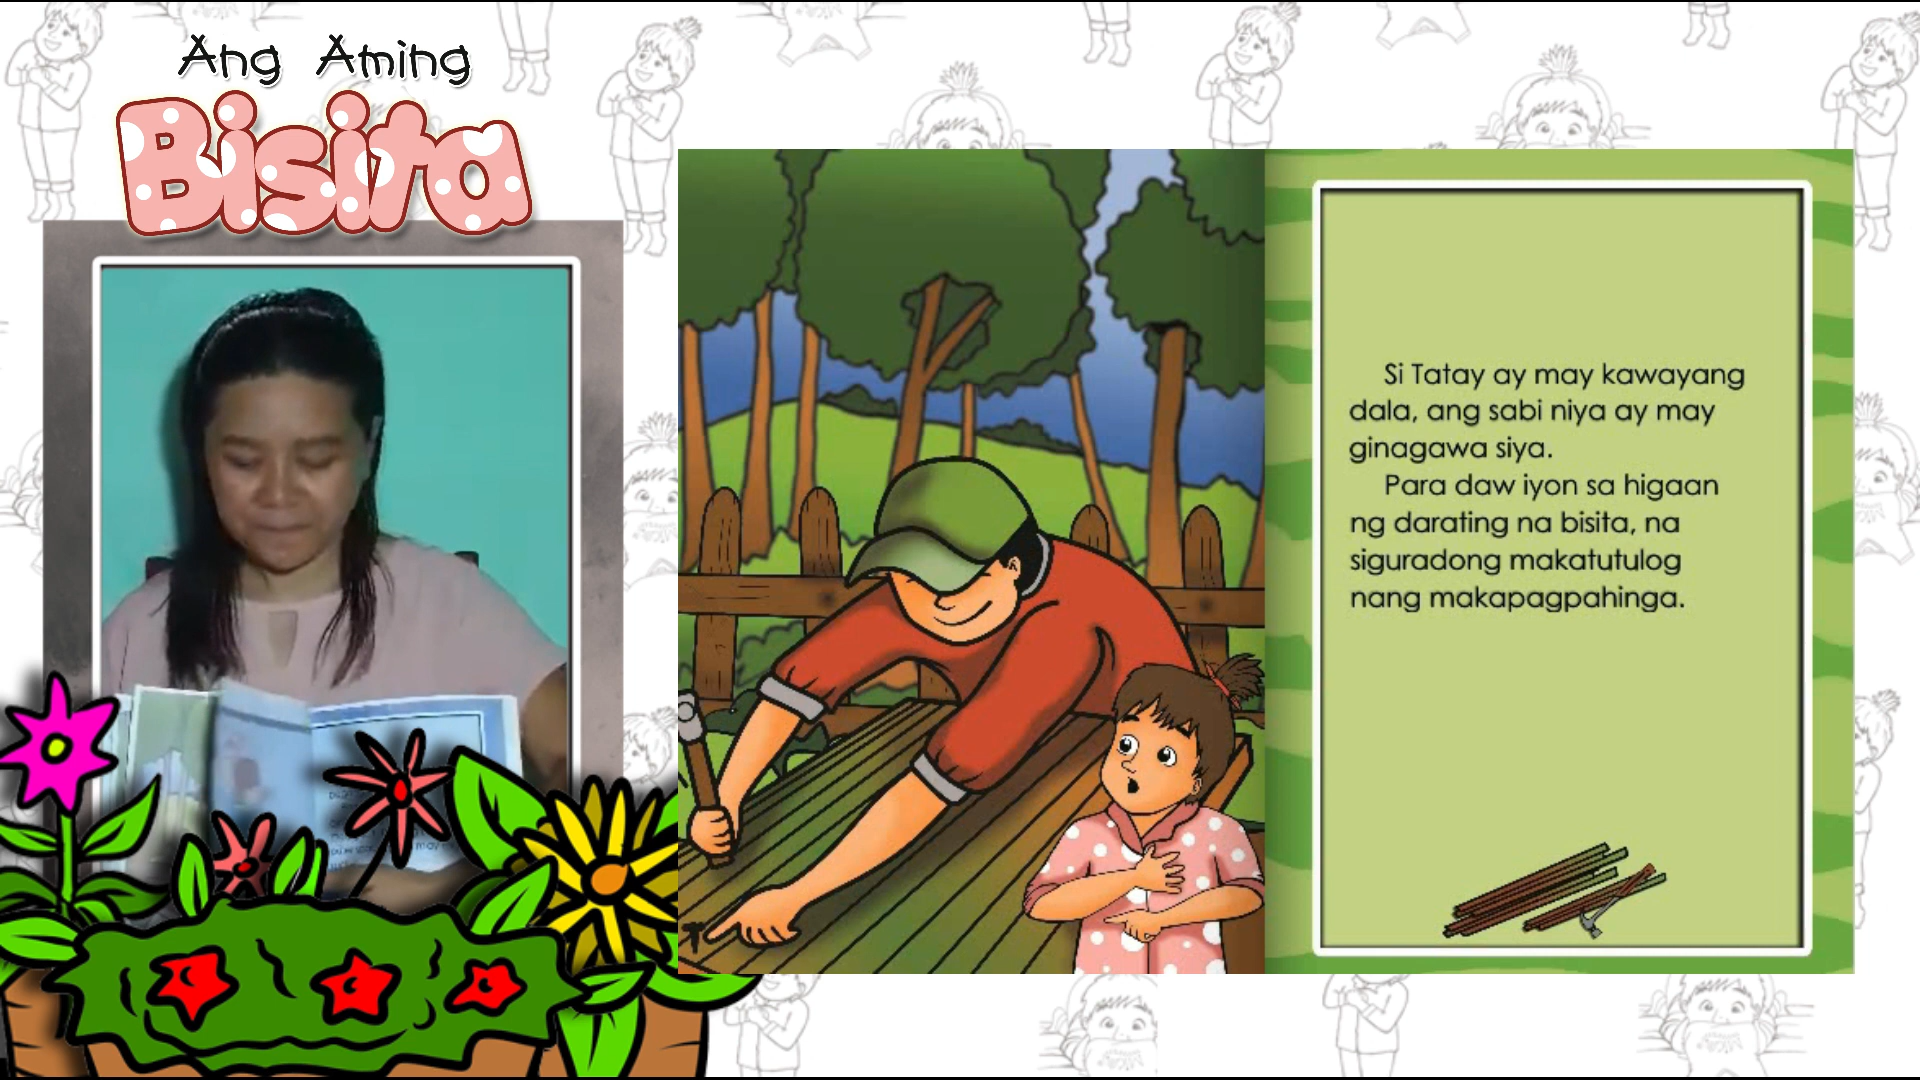 Ang Aming
Bisita
Si Tatay ay may kawayang
dala, ang sabi niya ay may
ginagawa siya.
Para daw iyon sa higaan
ng darating na bisita, na
siguradong makatutulog
nang makapagpahinga.